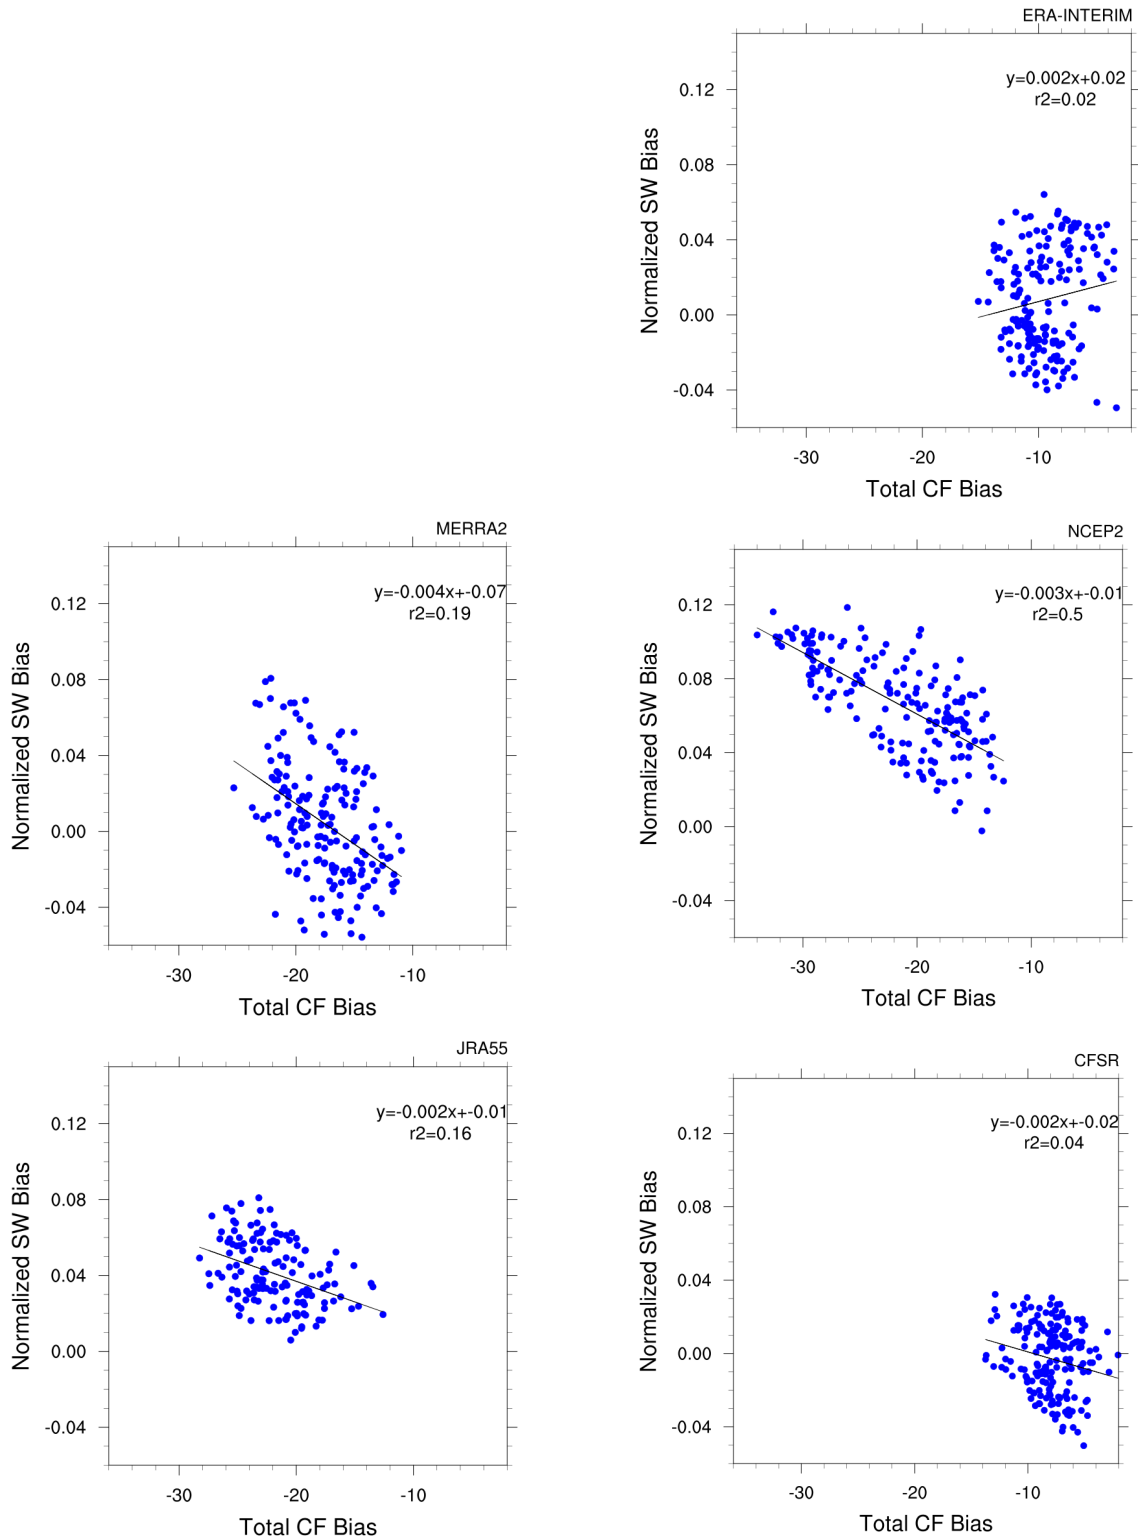 ERA-INTERIM
y=0.002x+0.02
r2=0.02
0.12
0.08
0.04
0.00
-0.04
Normalized SW Bias
-30 -20 -10
Total CF Bias
MERRA2
y=-0.004x+-0.07
r2=0.19
0.12
0.08
0.04
0.00
-0.04
Normalized SW Bias
-30 -20 -10
Total CF Bias
NCEP2
y=-0.003x+-0.01
r2=0.5
0.12
0.08
0.04
0.00
-0.04
Normalized SW Bias
-30 -20 -10
Total CF Bias
JRA55
y=-0.002x+-0.01
r2=0.16
0.12
0.08
0.04
0.00
-0.04
Normalized SW Bias
-30 -20 -10
Total CF Bias
CFSR
y=-0.002x+-0.02
r2=0.04
0.12
0.08
0.04
0.00
-0.04
Normalized SW Bias
-30 -20 -10
Total CF Bias